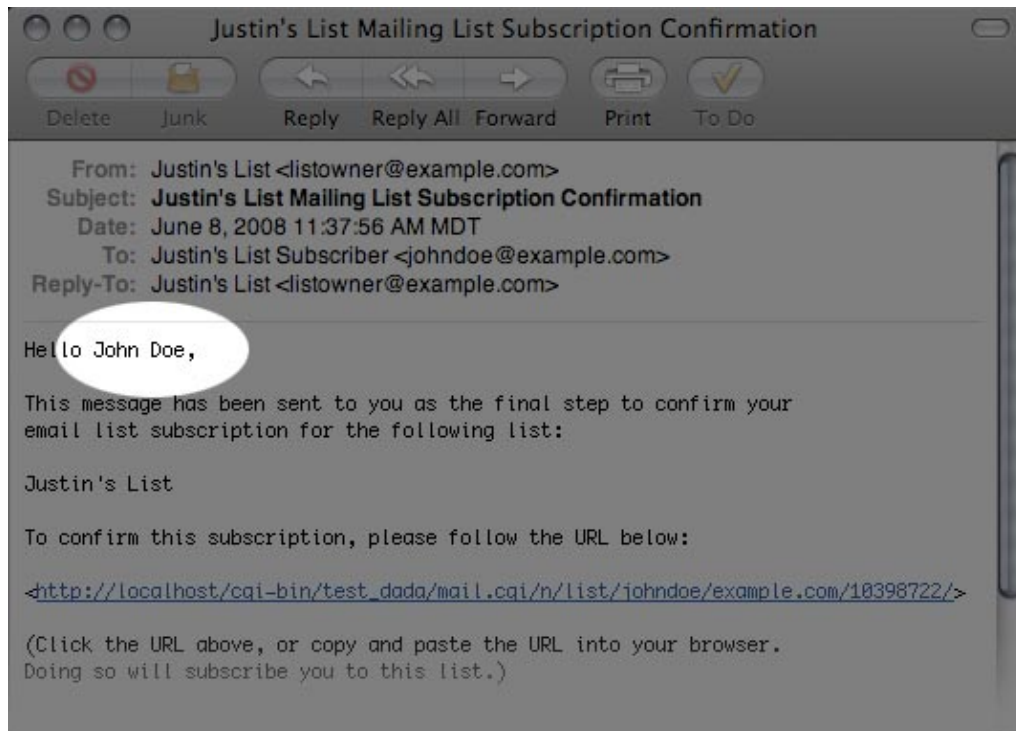 Justin's List Mailing List Subscription Confirmation
Delete Junk Reply Reply All Forward Print To Do
From: Justin's List <listowner@example.com>
Subject: Justin's List Mailing List Subscription Confirmation
Date: June 8, 2008 11:37:56 AM MDT
To: Justin's List Subscriber <johndoe@example.com>
Reply-To: Justin's List <listowner@example.com>
Hello John Doe,
This message has been sent to you as the final step to confirm your
email list subscription for the following list:
Justin's List
To confirm this subscription, please follow the URL below:
<http://localhost/cgi-bin/test_dada/mail.cgi/n/list/johndoe/example.com/10398722/>
(Click the URL above, or copy and paste the URL into your browser.
Doing so will subscribe you to this list.)